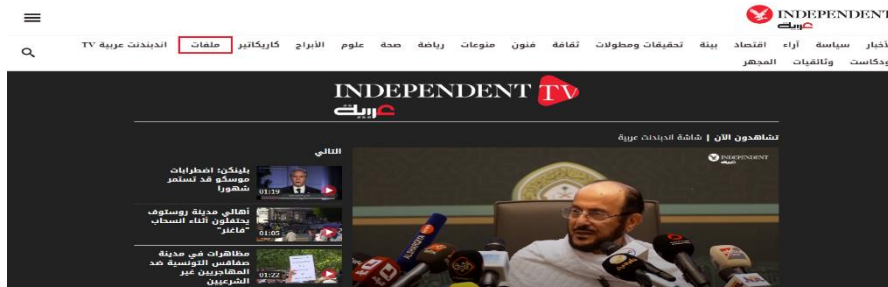 INDEPENDENT
عربية
أخبار سياسة آراء اقتصاد بيئة تحقيقات ومطولات ثقافة فنون منوعات رياضة صحة علوم الأبراج كاريكاتير ملفات اندبندنت عربية TV
ودكاست وثائقيات المجهر
INDEPENDENT TV
عربية
تشاهدون الآن | شاشة اندبندنت عربية
INDEPENDENT
التالي
بلينكن: اضطرابات
موسكو قد تستمر
شهورا
01:19
أهالي مدينة روستوف
يحتفلون أثناء انسحاب
"فاغنر"
01:05
مظاهرات في مدينة
صفاقس التونسية ضد
المهاجرين غير
الشرعيين
01:22